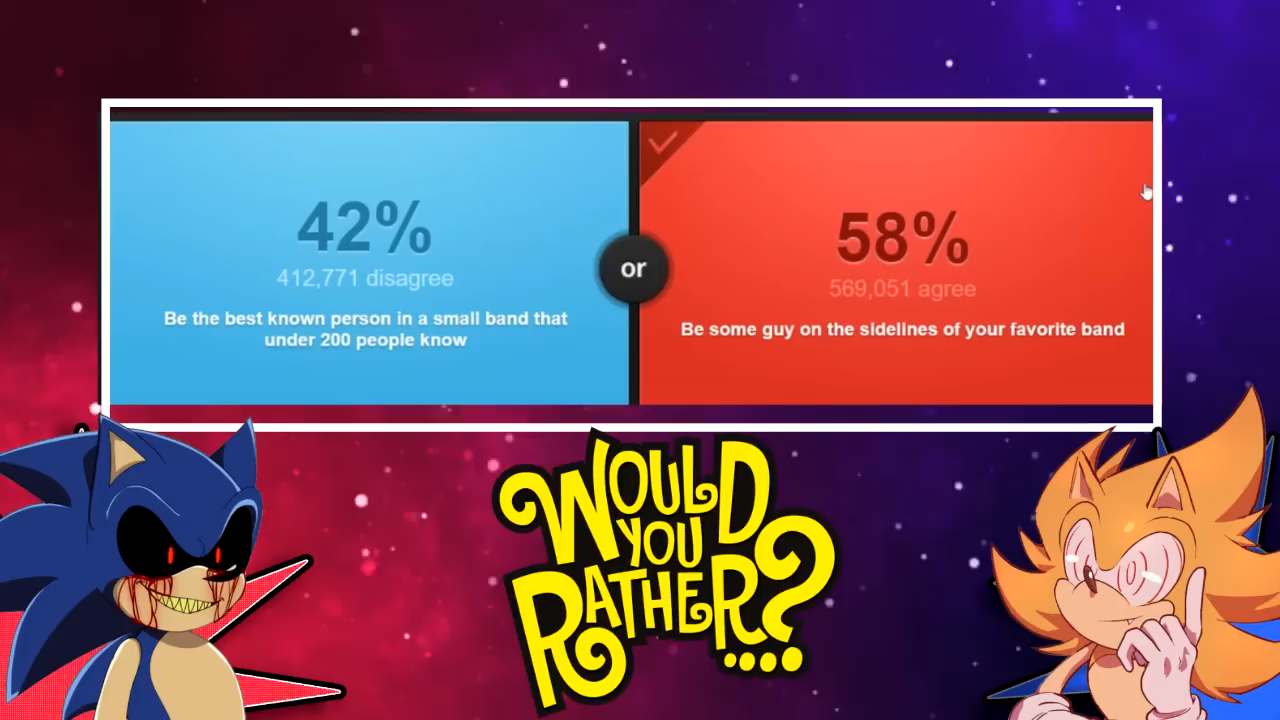 42%
412,771 disagree
Be the best known person in a small band that
under 200 people know
or
58%
569,051 agree
Be some guy on the sidelines of your favorite band
WOULD
YOU
RATHER...?